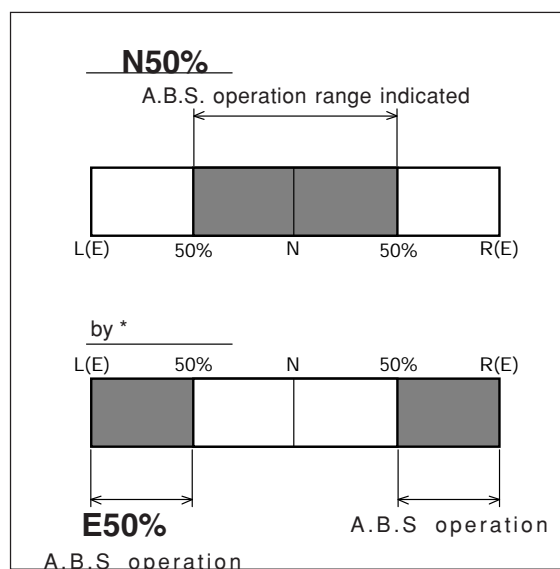 N50%
A.B.S. operation range indicated
L(E) 50% N 50% R(E)
by *
L(E) 50% N 50% R(E)
E50%
A.B.S operation
A.B.S operation